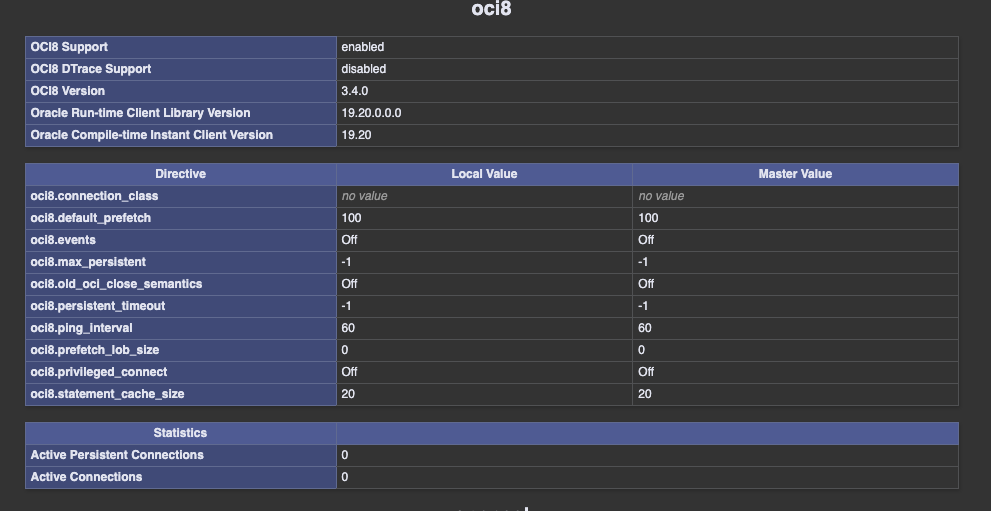 oci8
OCI8 Support enabled
OCI8 DTrace Support disabled
OCI8 Version 3.4.0
Oracle Run-time Client Library Version 19.20.0.0.0
Oracle Compile-time Instant Client Version 19.20
Directive Local Value Master Value
oci8.connection_class no value no value
oci8.default_prefetch 100 100
oci8.events Off Off
oci8.max_persistent -1 -1
oci8.old_oci_close_semantics Off Off
oci8.persistent_timeout -1 -1
oci8.ping_interval 60 60
oci8.prefetch_lob_size 0 0
oci8.privileged_connect Off Off
oci8.statement_cache_size 20 20
Statistics
Active Persistent Connections 0
Active Connections 0